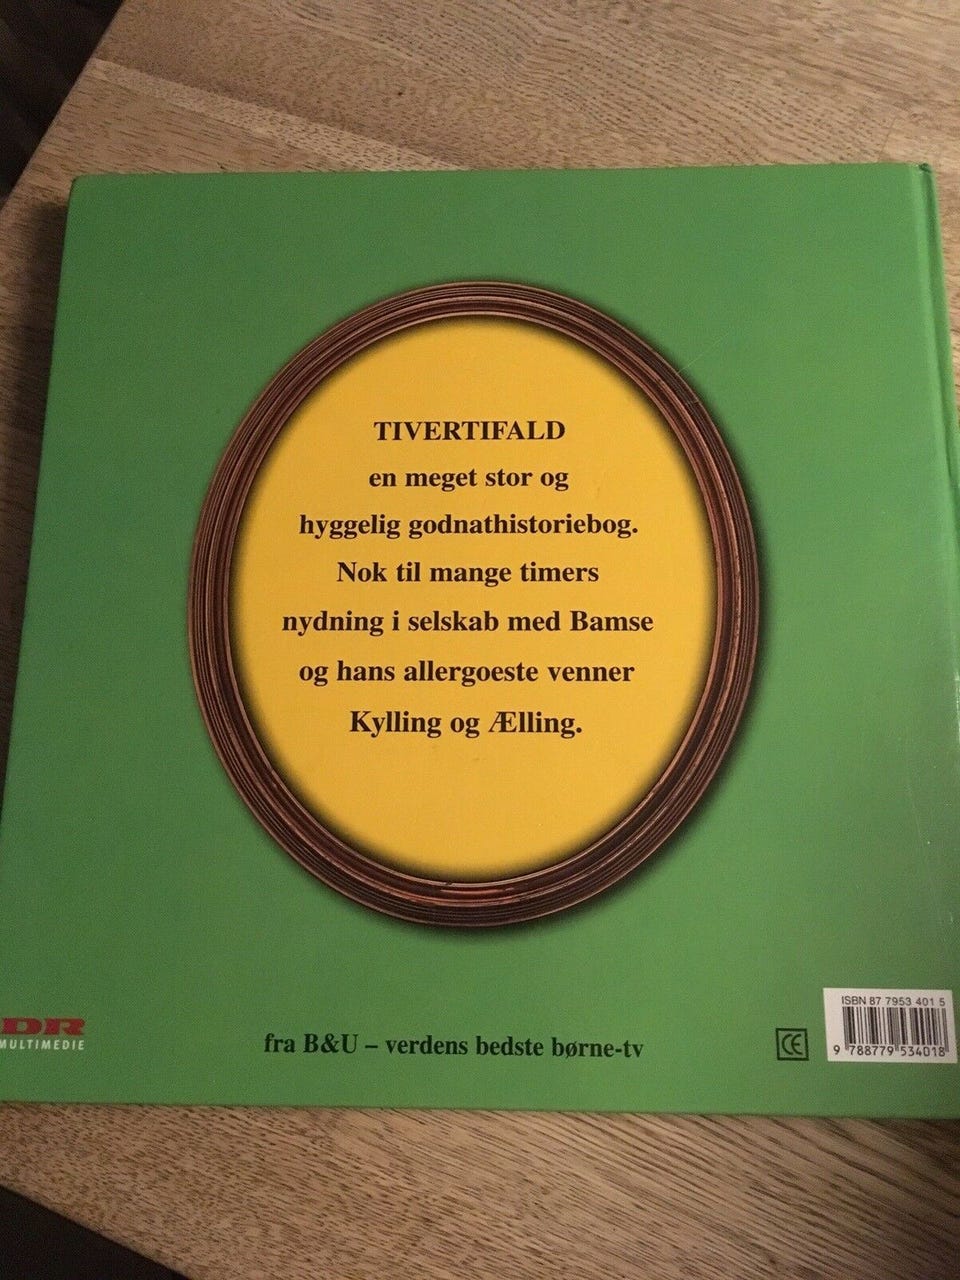 TIVERTIFALD
en meget stor og
hyggelig godnathistoriebog.
Nok til mange timers
nydning i selskab med Bamse
og hans allergoeste venner
Kylling og Ælling.
DR
MULTIMEDIE
fra B&U – verdens bedste børne-tv
CE
ISBN 87 7953 401 5
9 788779 534018